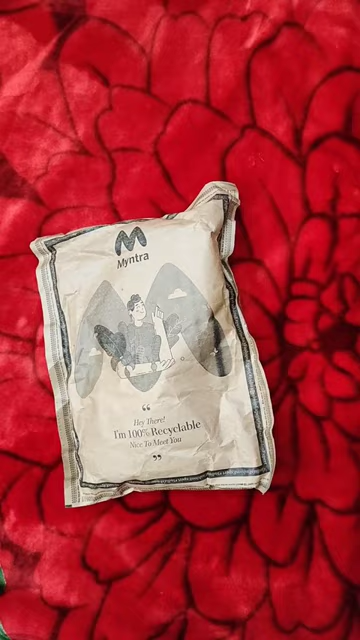 Myntra
“
Hey There!
I'm 100% Recyclable
Nice To Meet You
”